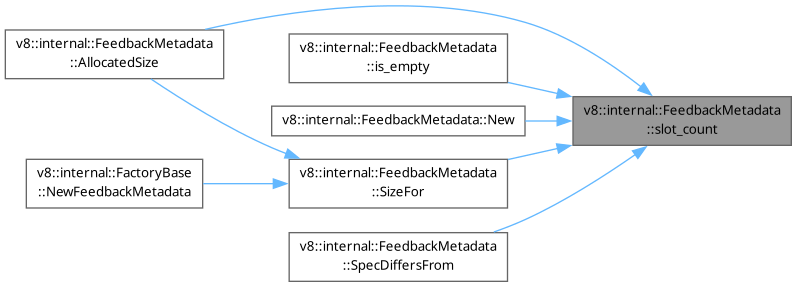 v8::internal::FeedbackMetadata
::AllocatedSize
v8::internal::FeedbackMetadata
::is_empty
v8::internal::FeedbackMetadata
::slot_count
v8::internal::FeedbackMetadata::New
v8::internal::FactoryBase
::NewFeedbackMetadata
v8::internal::FeedbackMetadata
::SizeFor
v8::internal::FeedbackMetadata
::SpecDiffersFrom